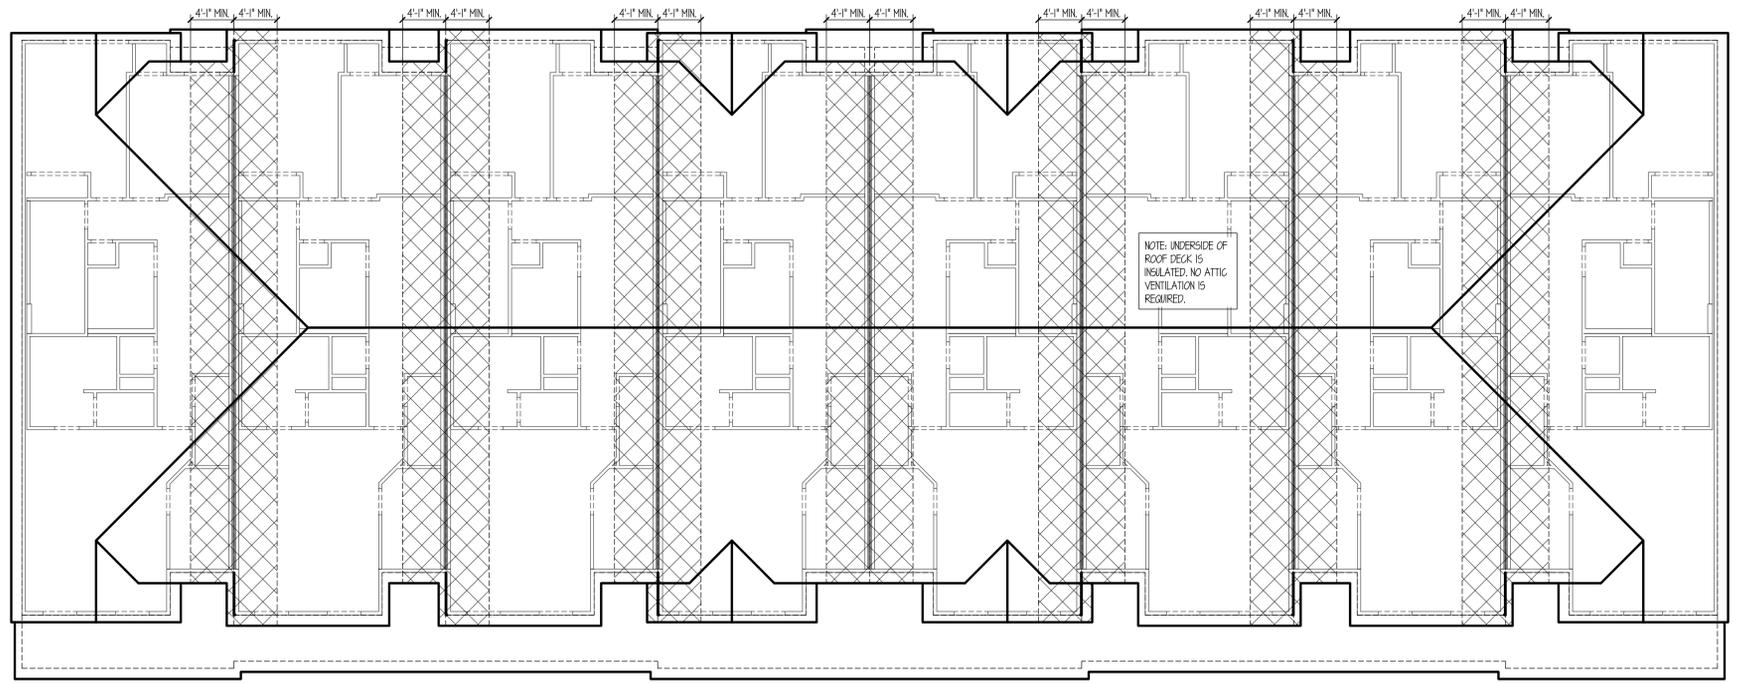 4'-1" MIN. 4'-1" MIN. 4'-1" MIN. 4'-1" MIN. 4'-1" MIN. 4'-1" MIN. 4'-1" MIN. 4'-1" MIN. 4'-1" MIN. 4'-1" MIN. 4'-1" MIN. 4'-1" MIN. 4'-1" MIN. 4'-1" MIN.
NOTE: UNDERSIDE OF
ROOF DECK IS
INSULATED. NO ATTIC
VENTILATION IS
REQUIRED.